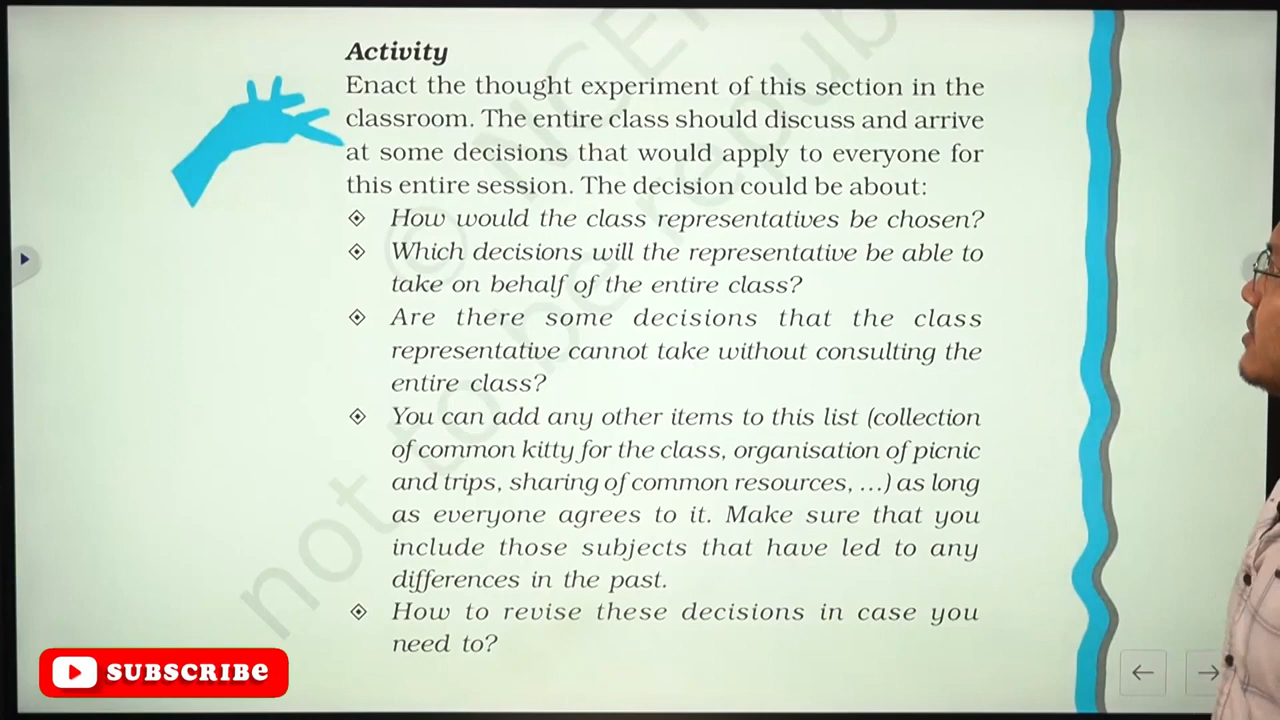 Activity
Enact the thought experiment of this section in the
classroom. The entire class should discuss and arrive
at some decisions that would apply to everyone for
this entire session. The decision could be about:
How would the class representatives be chosen?
Which decisions will the representative be able to
take on behalf of the entire class?
Are there some decisions that the class
representative cannot take without consulting the
entire class?
You can add any other items to this list (collection
of common kitty for the class, organisation of picnic
and trips, sharing of common resources, ...) as long
as everyone agrees to it. Make sure that you
include those subjects that have led to any
differences in the past.
How to revise these decisions in case you
need to?
© NCE
not to be repub
SUBSCRIBE